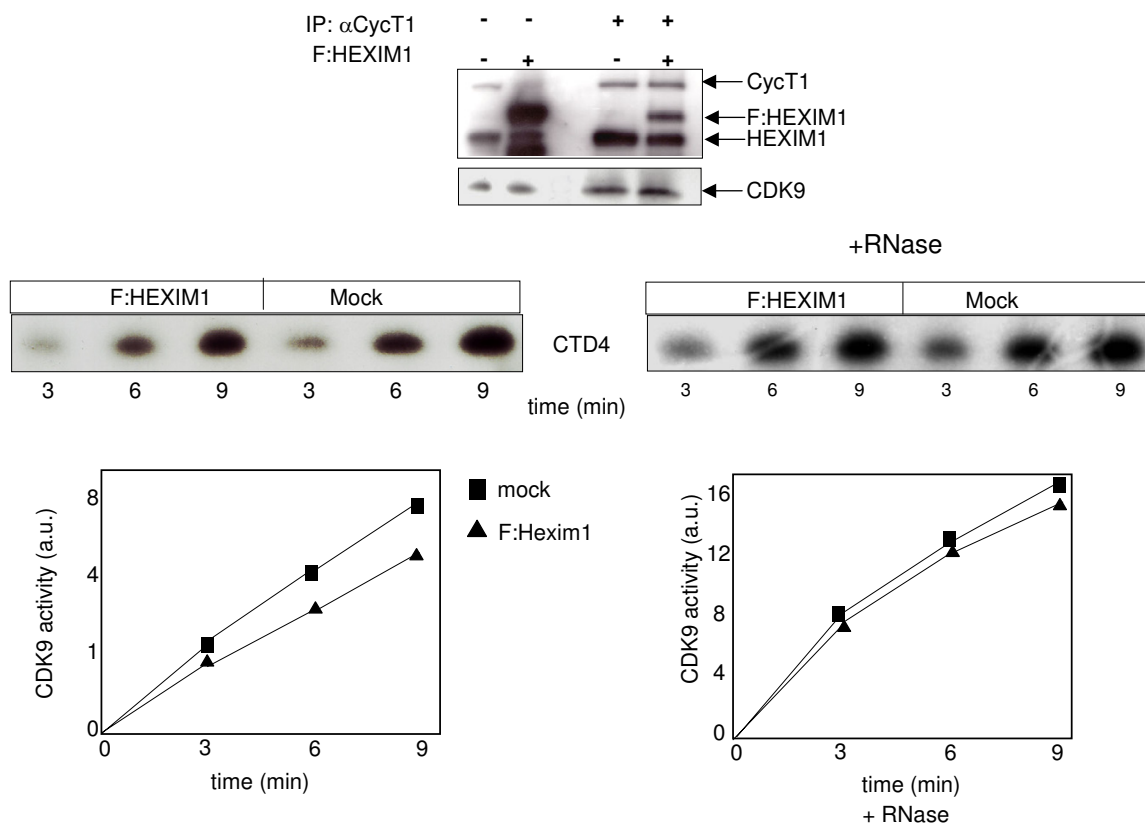 IP: αCycT1 - - + +
F:HEXIM1 - + - +
CycT1
F:HEXIM1
HEXIM1
CDK9
+RNase
F:HEXIM1 Mock
F:HEXIM1 Mock
CTD4
3 6 9 3 6 9
3 6 9 3 6 9
time (min)
8
4
1
0
CDK9 activity (a.u.)
0 3 6 9
time (min)
mock
F:Hexim1
16
12
8
4
0
CDK9 activity (a.u.)
0 3 6 9
time (min)
+ RNase